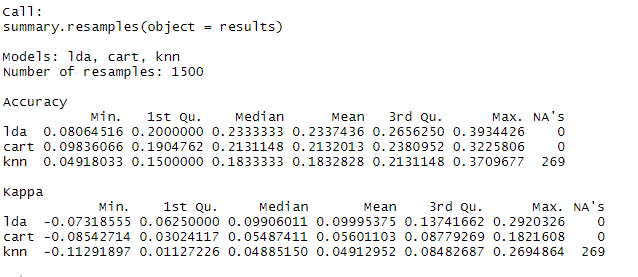 Call:
summary.resamples(object = results)
Models: lda, cart, knn
Number of resamples: 1500
Accuracy
Min. 1st Qu. Median Mean 3rd Qu. Max. NA's
lda 0.08064516 0.2000000 0.2333333 0.2337436 0.2656250 0.3934426 0
cart 0.09836066 0.1904762 0.2131148 0.2132013 0.2380952 0.3225806 0
knn 0.04918033 0.1500000 0.1833333 0.1832828 0.2131148 0.3709677 269
Kappa
Min. 1st Qu. Median Mean 3rd Qu. Max. NA's
lda -0.07318555 0.06250000 0.09906011 0.09995375 0.13741662 0.2920326 0
cart -0.08542714 0.03024117 0.05487411 0.05601103 0.08779269 0.1821608 0
knn -0.11291897 0.01127226 0.04885150 0.04912952 0.08482687 0.2694864 269